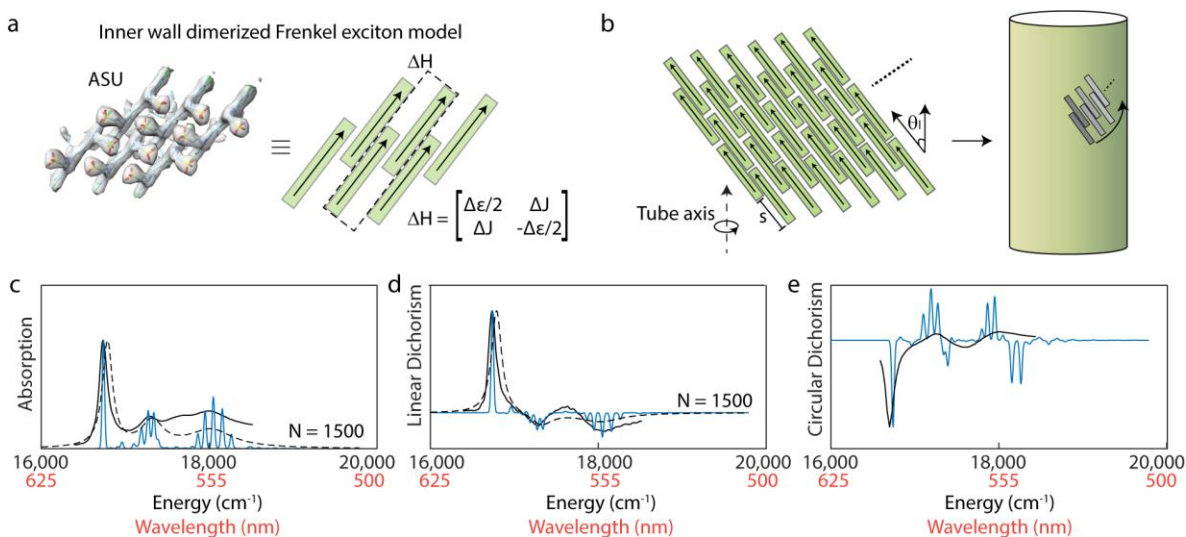 a
Inner wall dimerized Frenkel exciton model
ASU
≡
ΔH
ΔH = [Δε/2 ΔJ
ΔJ -Δε/2]
b
θI
s
Tube axis
c
Absorption
N = 1500
16,000 18,000 20,000
625 555 500
Energy (cm⁻¹)
Wavelength (nm)
d
Linear Dichorism
N = 1500
16,000 18,000 20,000
625 555 500
Energy (cm⁻¹)
Wavelength (nm)
e
Circular Dichorism
16,000 18,000 20,000
625 555 500
Energy (cm⁻¹)
Wavelength (nm)